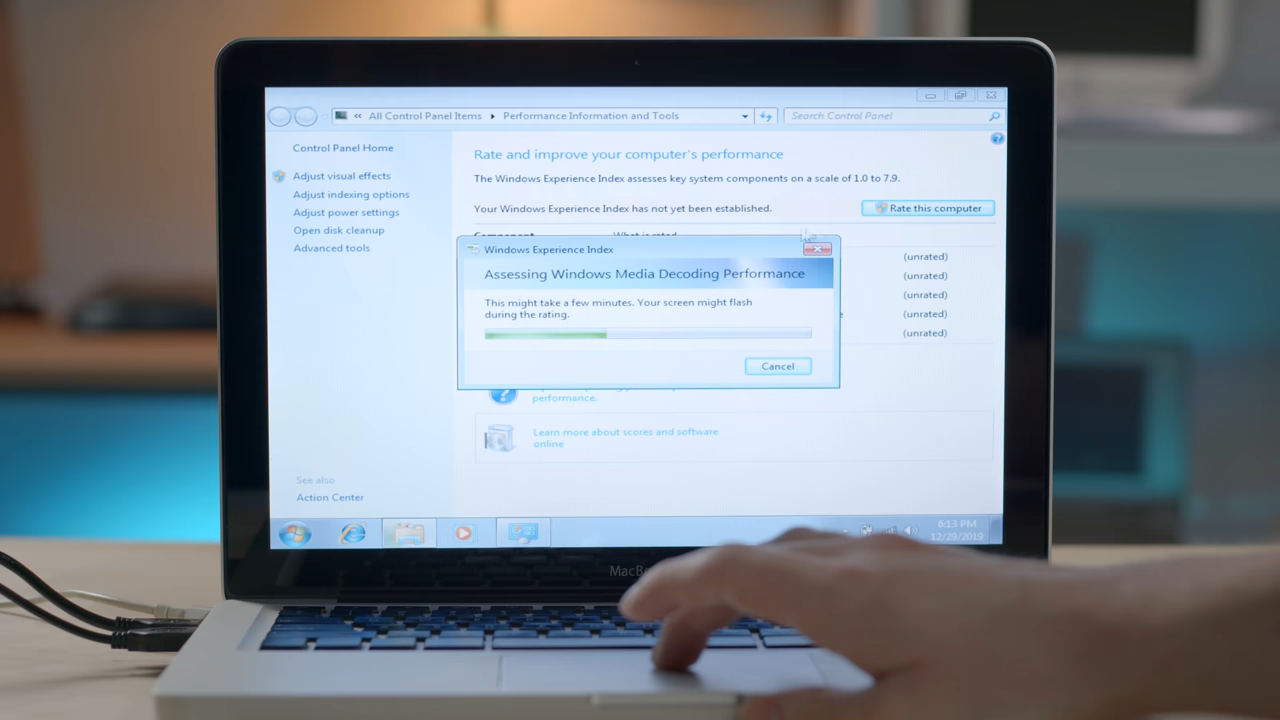 « All Control Panel Items ▸ Performance Information and Tools
Search Control Panel
Control Panel Home
Adjust visual effects
Adjust indexing options
Adjust power settings
Open disk cleanup
Advanced tools
See also
Action Center
Rate and improve your computer's performance
The Windows Experience Index assesses key system components on a scale of 1.0 to 7.9.
Your Windows Experience Index has not yet been established.
Rate this computer
Component What is rated
(unrated)
(unrated)
(unrated)
(unrated)
(unrated)
Windows Experience Index
Assessing Windows Media Decoding Performance
This might take a few minutes. Your screen might flash
during the rating.
Cancel
performance.
Learn more about scores and software
online
6:13 PM
12/29/2019